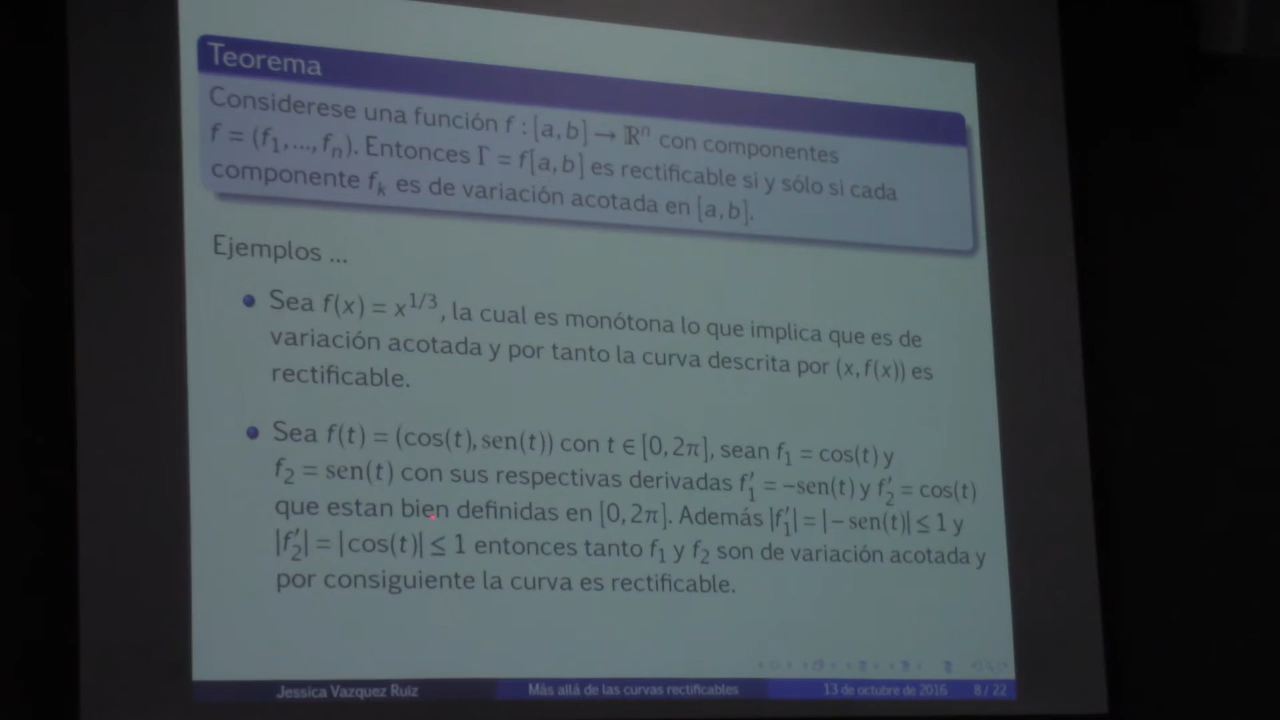 Teorema
Considerese una función f : [a, b] → ℝⁿ con componentes
f = (f₁, ..., fₙ). Entonces Γ = f[a, b] es rectificable si y sólo si cada
componente fₖ es de variación acotada en [a, b].
Ejemplos ...
Sea f(x) = x^{1/3}, la cual es monótona lo que implica que es de
variación acotada y por tanto la curva descrita por (x, f(x)) es
rectificable.
Sea f(t) = (cos(t), sen(t)) con t ∈ [0, 2π], sean f₁ = cos(t) y
f₂ = sen(t) con sus respectivas derivadas f₁′ = −sen(t) y f₂′ = cos(t)
que estan bien definidas en [0, 2π]. Además |f₁′| = |− sen(t)| ≤ 1 y
|f₂′| = |cos(t)| ≤ 1 entonces tanto f₁ y f₂ son de variación acotada y
por consiguiente la curva es rectificable.
Jessica Vazquez Ruiz Más allá de las curvas rectificables 13 de octubre de 2016 8 / 22